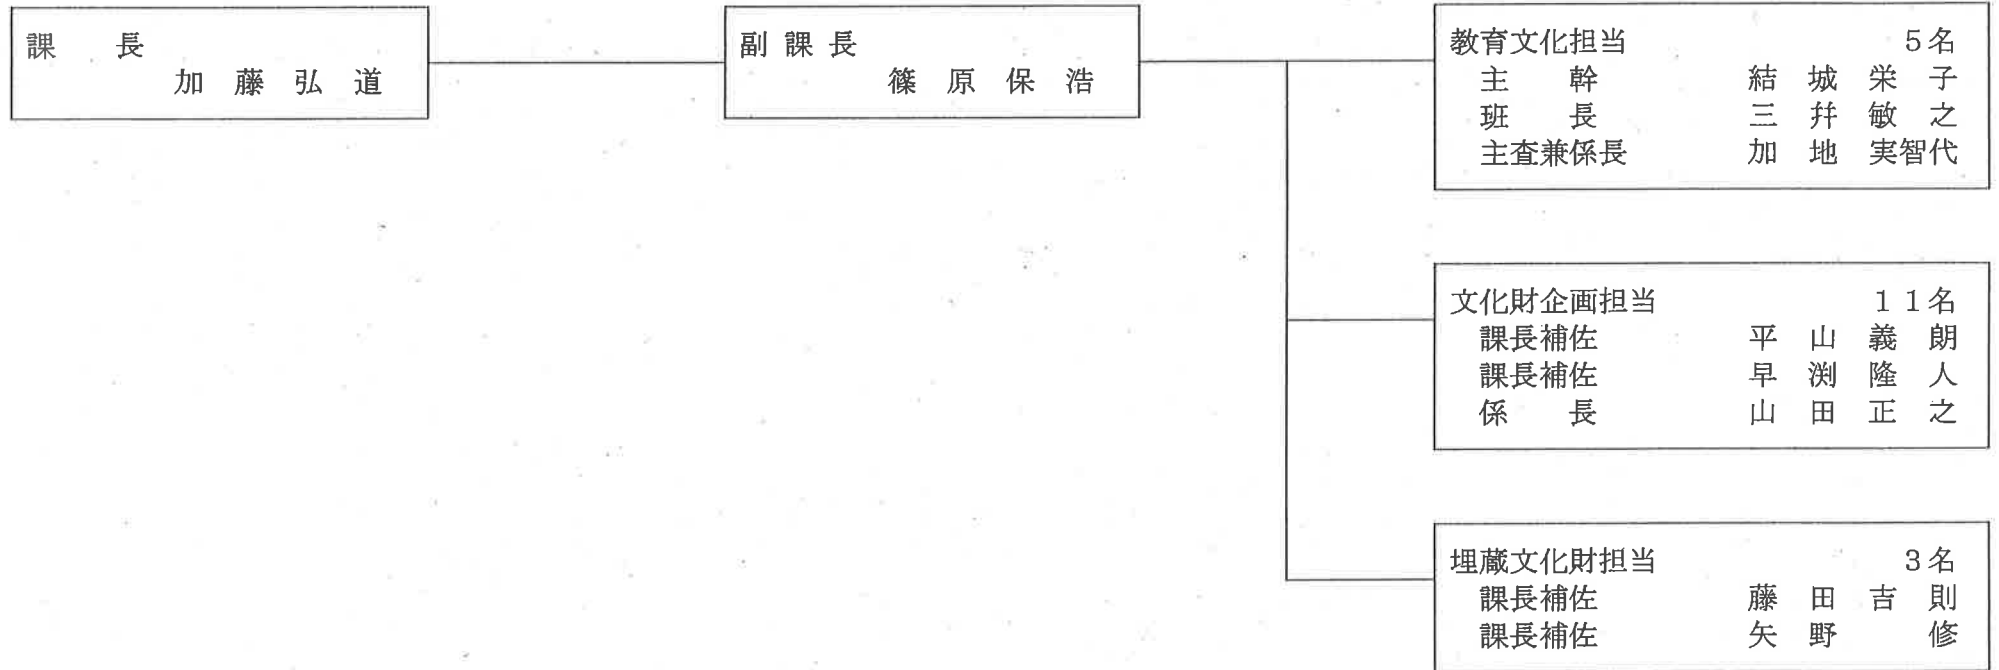 課　　長
加　藤　弘　道
副 課 長
篠　原　保　浩
教育文化担当　5名
主　　幹　結　城　栄　子
班　　長　三　幷　敏　之
主査兼係長　加　地　実智代
文化財企画担当　１１名
課長補佐　平　山　義　朗
課長補佐　早　渕　隆　人
係　　長　山　田　正　之
埋蔵文化財担当　3名
課長補佐　藤　田　吉　則
課長補佐　矢　野　　修